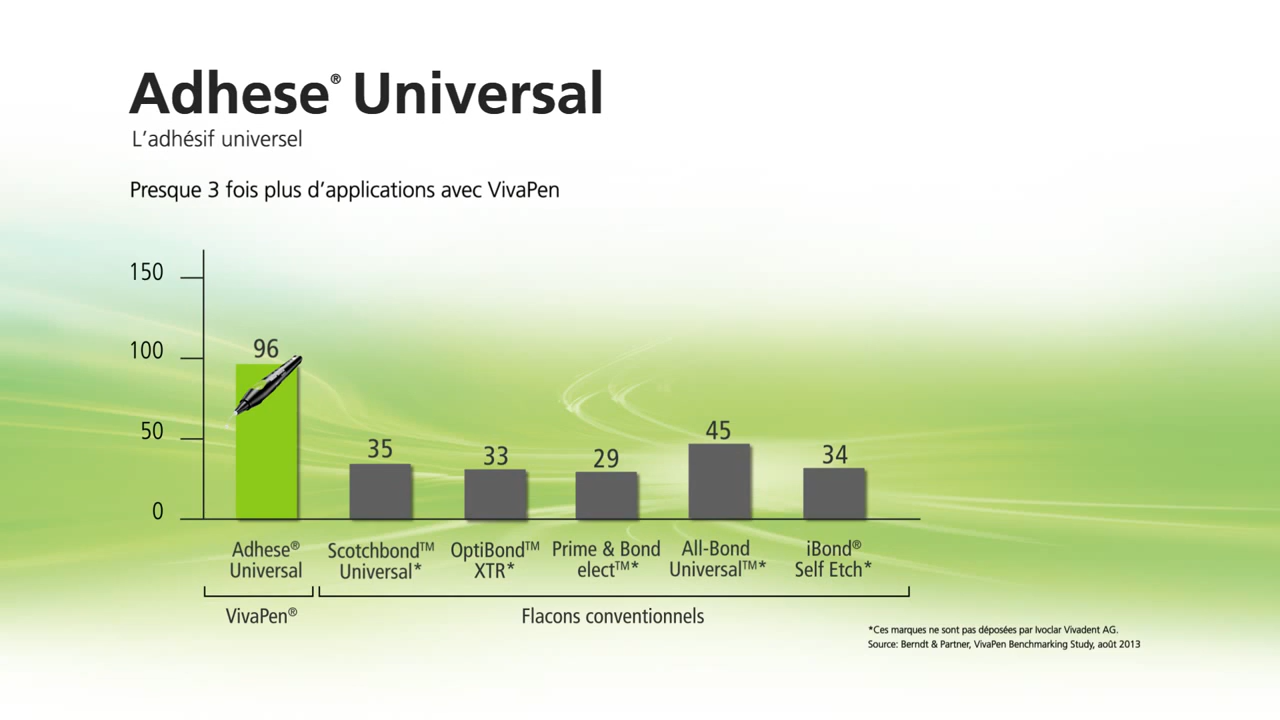 Adhese® Universal
L'adhésif universel
Presque 3 fois plus d'applications avec VivaPen
150
100
50
0
96
35
33
29
45
34
Adhese®
Universal
Scotchbond™
Universal*
OptiBond™
XTR*
Prime & Bond
elect™*
All-Bond
Universal™*
iBond®
Self Etch*
VivaPen®
Flacons conventionnels
*Ces marques ne sont pas déposées par Ivoclar Vivadent AG.
Source: Berndt & Partner, VivaPen Benchmarking Study, août 2013